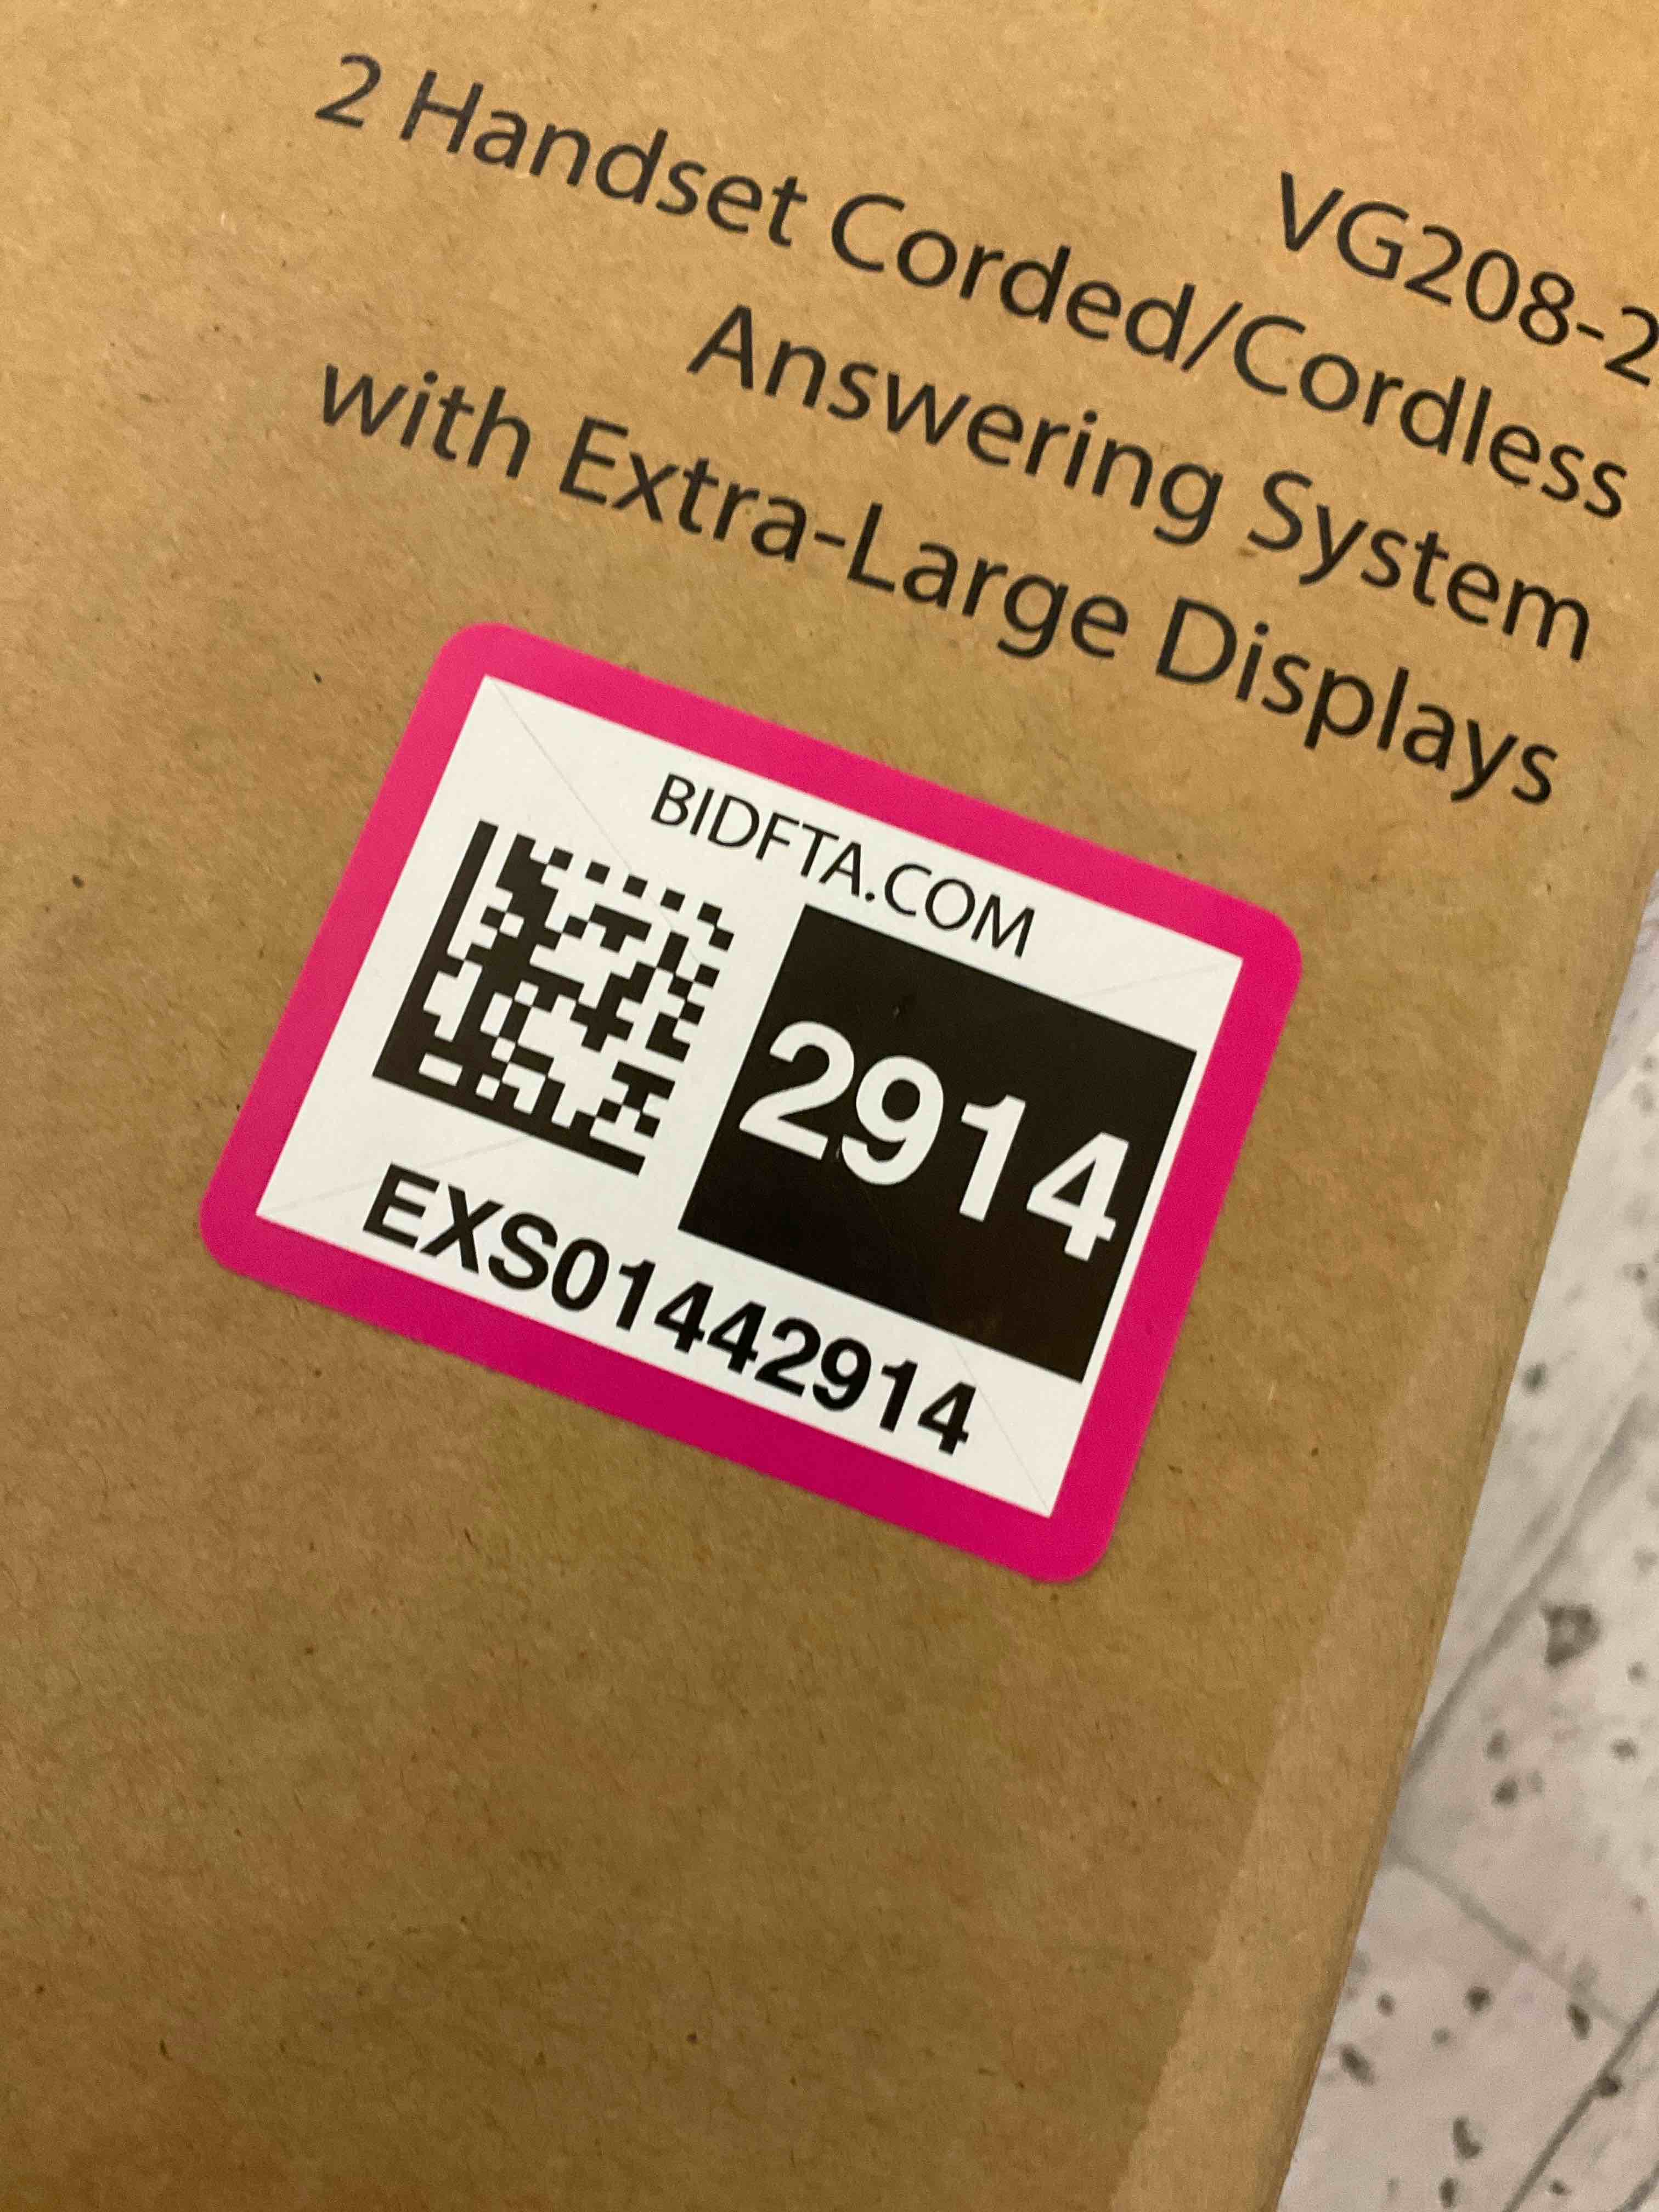 VG208-2
2 Handset Corded/Cordless
Answering System
with Extra-Large Displays
BIDFTA.COM
2914
EXS01442914